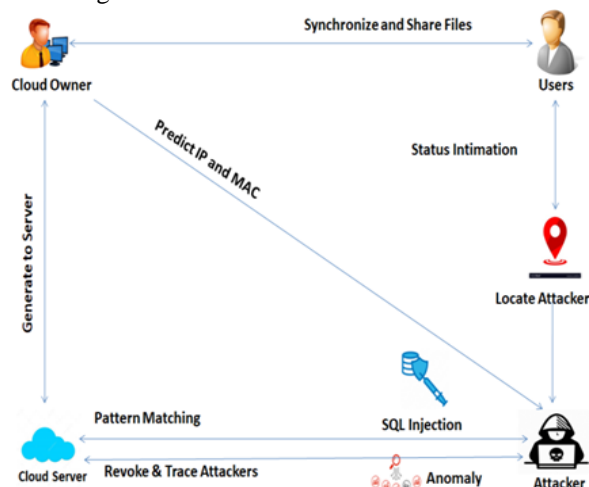 Synchronize and Share Files
Cloud Owner
Users
Predict IP and MAC
Status Intimation
Generate to Server
Locate Attacker
Pattern Matching
SQL Injection
Cloud Server
Revoke & Trace Attackers
Anomaly
Attacker